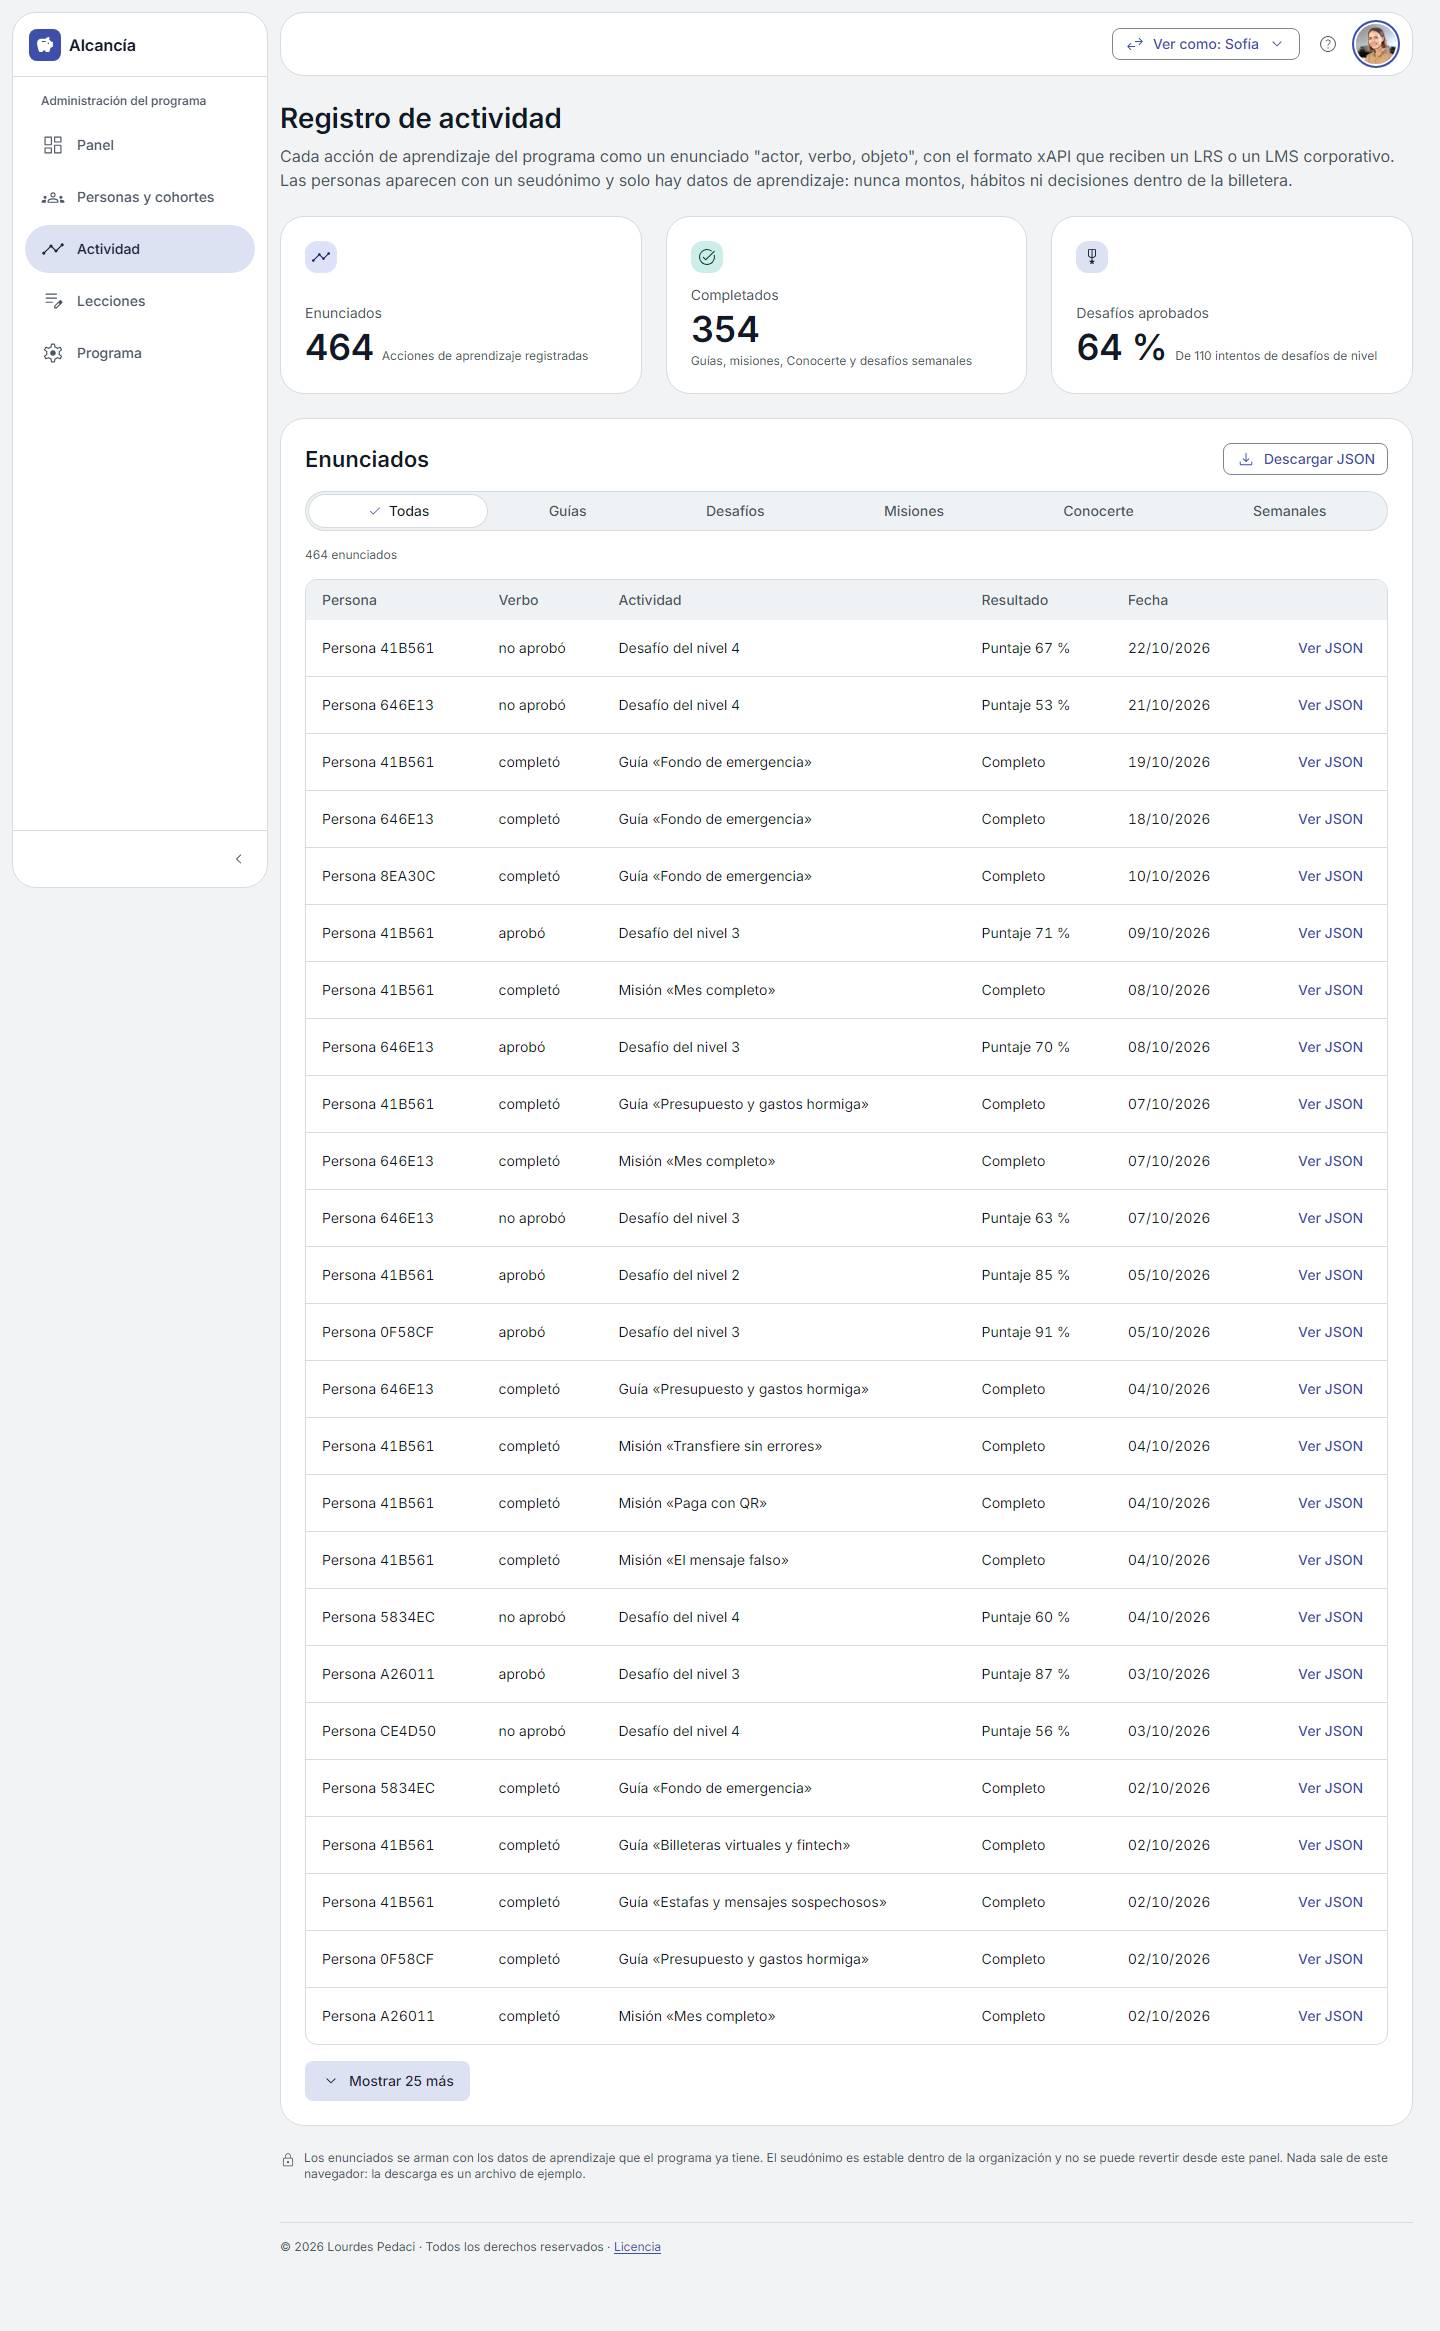 Alcancía
Ver como: Sofía
Administración del programa
Panel
Personas y cohortes
Actividad
Lecciones
Programa
Registro de actividad
Cada acción de aprendizaje del programa como un enunciado "actor, verbo, objeto", con el formato xAPI que reciben un LRS o un LMS corporativo.
Las personas aparecen con un seudónimo y solo hay datos de aprendizaje: nunca montos, hábitos ni decisiones dentro de la billetera.
Enunciados
464 Acciones de aprendizaje registradas
Completados
354
Guías, misiones, Conocerte y desafíos semanales
Desafíos aprobados
64 % De 110 intentos de desafíos de nivel
Enunciados
Descargar JSON
Todas Guías Desafíos Misiones Conocerte Semanales
464 enunciados
Persona Verbo Actividad Resultado Fecha
Persona 41B561 no aprobó Desafío del nivel 4 Puntaje 67 % 22/10/2026 Ver JSON
Persona 646E13 no aprobó Desafío del nivel 4 Puntaje 53 % 21/10/2026 Ver JSON
Persona 41B561 completó Guía «Fondo de emergencia» Completo 19/10/2026 Ver JSON
Persona 646E13 completó Guía «Fondo de emergencia» Completo 18/10/2026 Ver JSON
Persona 8EA30C completó Guía «Fondo de emergencia» Completo 10/10/2026 Ver JSON
Persona 41B561 aprobó Desafío del nivel 3 Puntaje 71 % 09/10/2026 Ver JSON
Persona 41B561 completó Misión «Mes completo» Completo 08/10/2026 Ver JSON
Persona 646E13 aprobó Desafío del nivel 3 Puntaje 70 % 08/10/2026 Ver JSON
Persona 41B561 completó Guía «Presupuesto y gastos hormiga» Completo 07/10/2026 Ver JSON
Persona 646E13 completó Misión «Mes completo» Completo 07/10/2026 Ver JSON
Persona 646E13 no aprobó Desafío del nivel 3 Puntaje 63 % 07/10/2026 Ver JSON
Persona 41B561 aprobó Desafío del nivel 2 Puntaje 85 % 05/10/2026 Ver JSON
Persona 0F58CF aprobó Desafío del nivel 3 Puntaje 91 % 05/10/2026 Ver JSON
Persona 646E13 completó Guía «Presupuesto y gastos hormiga» Completo 04/10/2026 Ver JSON
Persona 41B561 completó Misión «Transfiere sin errores» Completo 04/10/2026 Ver JSON
Persona 41B561 completó Misión «Paga con QR» Completo 04/10/2026 Ver JSON
Persona 41B561 completó Misión «El mensaje falso» Completo 04/10/2026 Ver JSON
Persona 5834EC no aprobó Desafío del nivel 4 Puntaje 60 % 04/10/2026 Ver JSON
Persona A26011 aprobó Desafío del nivel 3 Puntaje 87 % 03/10/2026 Ver JSON
Persona CE4D50 no aprobó Desafío del nivel 4 Puntaje 56 % 03/10/2026 Ver JSON
Persona 5834EC completó Guía «Fondo de emergencia» Completo 02/10/2026 Ver JSON
Persona 41B561 completó Guía «Billeteras virtuales y fintech» Completo 02/10/2026 Ver JSON
Persona 41B561 completó Guía «Estafas y mensajes sospechosos» Completo 02/10/2026 Ver JSON
Persona 0F58CF completó Guía «Presupuesto y gastos hormiga» Completo 02/10/2026 Ver JSON
Persona A26011 completó Misión «Mes completo» Completo 02/10/2026 Ver JSON
Mostrar 25 más
Los enunciados se arman con los datos de aprendizaje que el programa ya tiene. El seudónimo es estable dentro de la organización y no se puede revertir desde este panel. Nada sale de este
navegador: la descarga es un archivo de ejemplo.
© 2026 Lourdes Pedaci · Todos los derechos reservados · Licencia